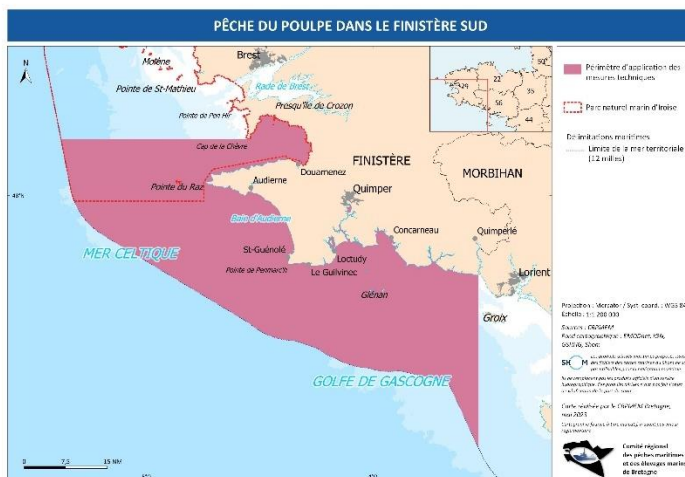 PÊCHE DU POULPE DANS LE FINISTÈRE SUD
N
Molène
Brest
Pointe de St-Mathieu
Rade de Brest
Presqu'île de Crozon
Pointe de Pen Hir
Cap de la Chèvre
Douarnenez
FINISTÈRE
MORBIHAN
48°N
Pointe du Raz
Audierne
Quimper
Baie d'Audierne
Concarneau
Quimperlé
MER CELTIQUE
St-Guénolé
Loctudy
Lorient
Pointe de Penmarc'h
Le Guilvinec
Glénan
Groix
GOLFE DE GASCOGNE
0 7,5 15 NM
22
29
35
56
44
50
Périmètre d'application des
mesures techniques
Parc naturel marin d'Iroise
Délimitations maritimes
Limite de la mer territoriale
(12 milles)
Projection : Mercator / Syst. coord. : WGS 84
Echelle : 1/1 200 000
Sources : CRPMEM
SHOM
Carte réalisée par le CRPMEM Bretagne,
Comité régional
des pêches maritimes
et des élevages marins
de Bretagne